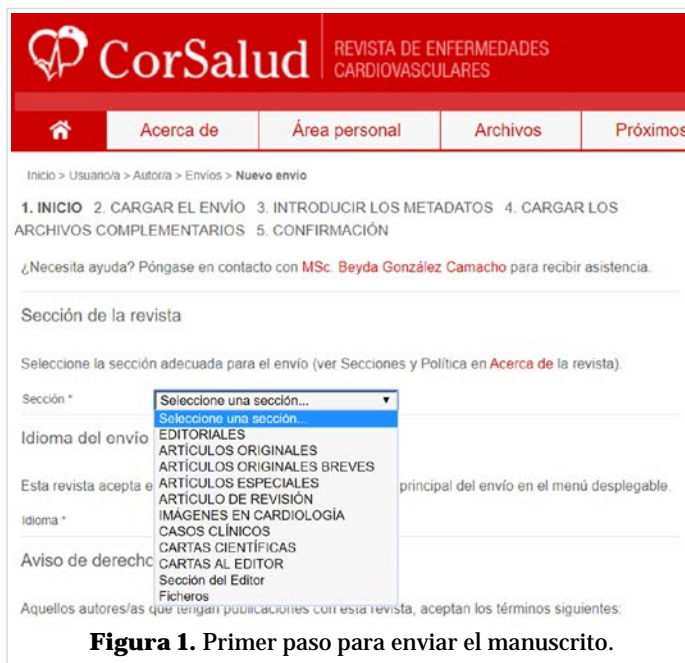 CorSalud
REVISTA DE ENFERMEDADES
CARDIOVASCULARES
Acerca de Área personal Archivos Próximos
Inicio > Usuario/a > Autor/a > Envíos > Nuevo envío
1. INICIO 2. CARGAR EL ENVÍO 3. INTRODUCIR LOS METADATOS 4. CARGAR LOS
ARCHIVOS COMPLEMENTARIOS 5. CONFIRMACIÓN
¿Necesita ayuda? Póngase en contacto con MSc. Beyda González Camacho para recibir asistencia.
Sección de la revista
Seleccione la sección adecuada para el envío (ver Secciones y Política en Acerca de la revista).
Sección * Seleccione una sección...
Seleccione una sección...
Idioma del envío EDITORIALES
ARTÍCULOS ORIGINALES
ARTÍCULOS ORIGINALES BREVES
Esta revista acepta e ARTÍCULOS ESPECIALES principal del envío en el menú desplegable.
ARTÍCULO DE REVISIÓN
Idioma * IMÁGENES EN CARDIOLOGÍA
CASOS CLÍNICOS
CARTAS CIENTÍFICAS
Aviso de derecho CARTAS AL EDITOR
Sección del Editor
Ficheros
Aquellos autores/as que tengan publicaciones con esta revista, aceptan los términos siguientes:
Figura 1. Primer paso para enviar el manuscrito.